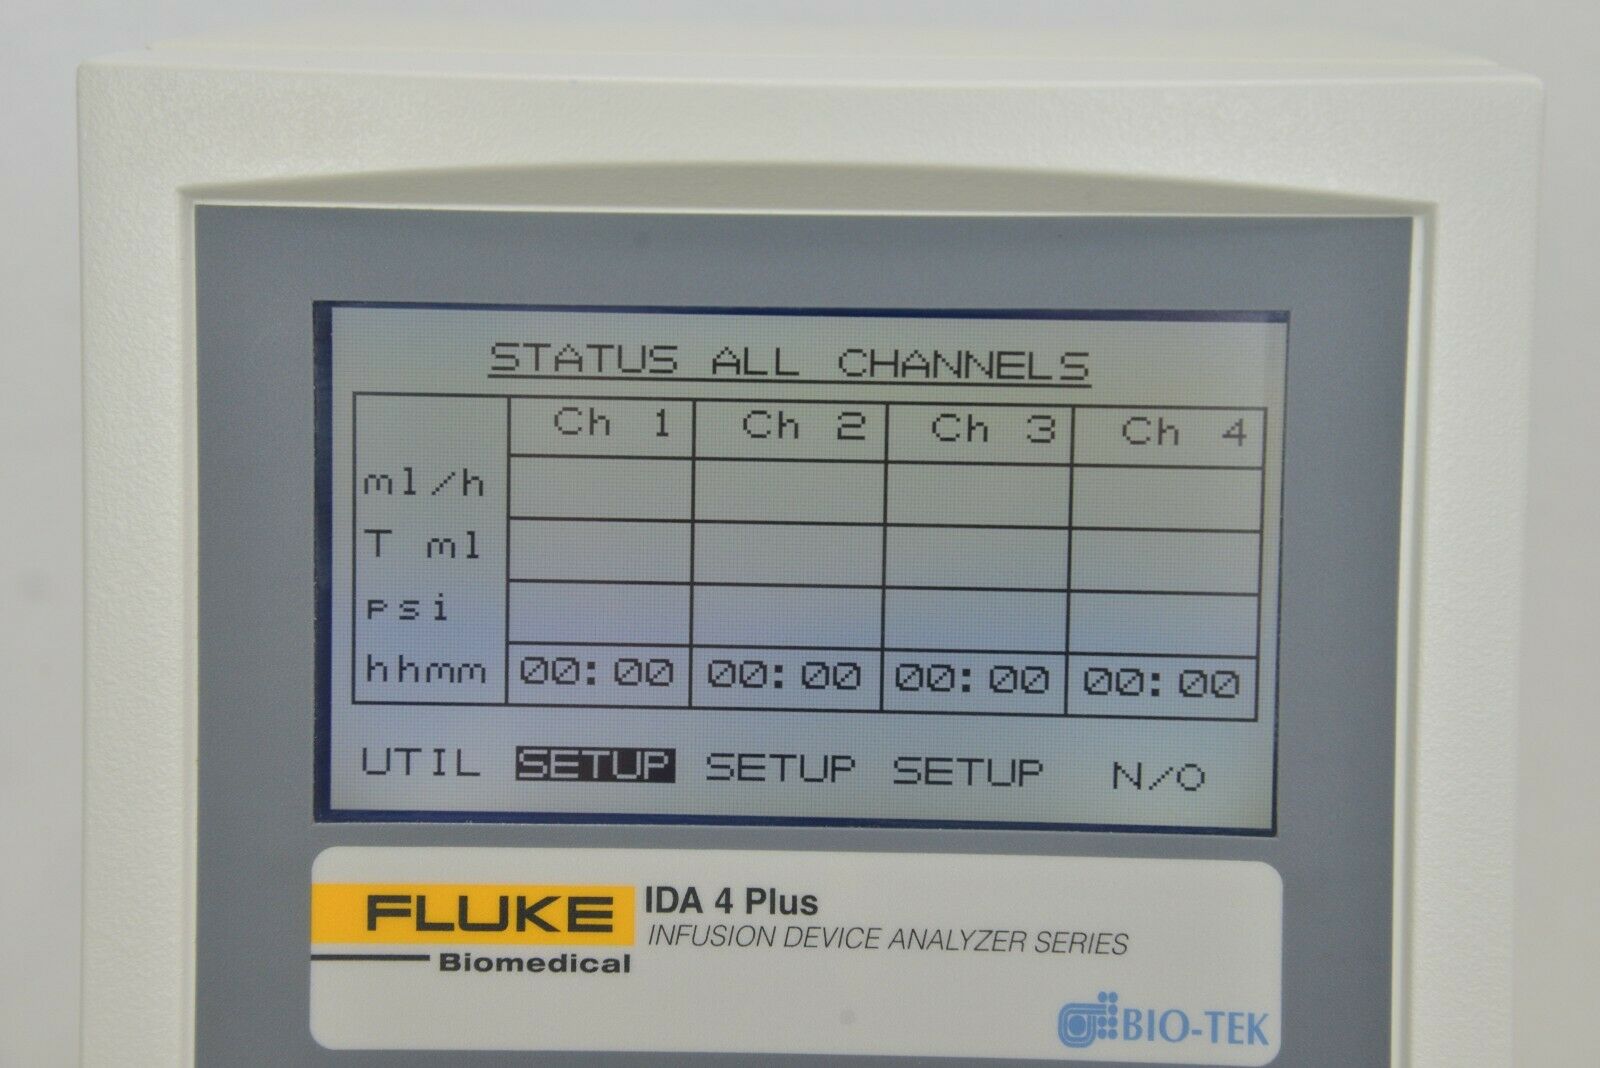 STATUS ALL CHANNELS
Ch 1 Ch 2 Ch 3 Ch 4
ml/h
T ml
psi
hhmm 00:00 00:00 00:00 00:00
UTIL SETUP SETUP SETUP N/O
FLUKE
Biomedical
IDA 4 Plus
INFUSION DEVICE ANALYZER SERIES
BIO-TEK